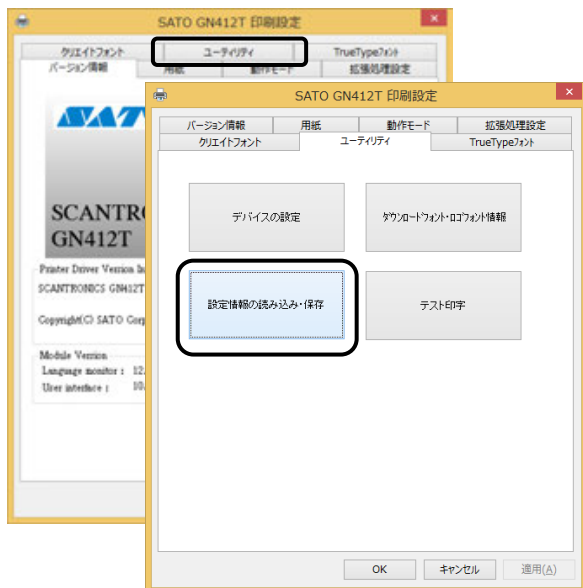 SATO GN412T 印刷設定
クリエイトフォント ユーティリティ TrueTypeフォント
バージョン情報 用紙 動作モード 拡張処理設定
SATO GN412T 印刷設定
バージョン情報 用紙 動作モード 拡張処理設定
クリエイトフォント ユーティリティ TrueTypeフォント
SCANTR
GN412T
Printer Driver Version
SCANTRONICS GN412T
Copyright(C) SATO
Module Version
Language monitor : 12.
User interface : 10.
デバイスの設定 ダウンロードフォント・ロゴフォント情報
設定情報の読み込み・保存 テスト印字
OK キャンセル 適用(A)